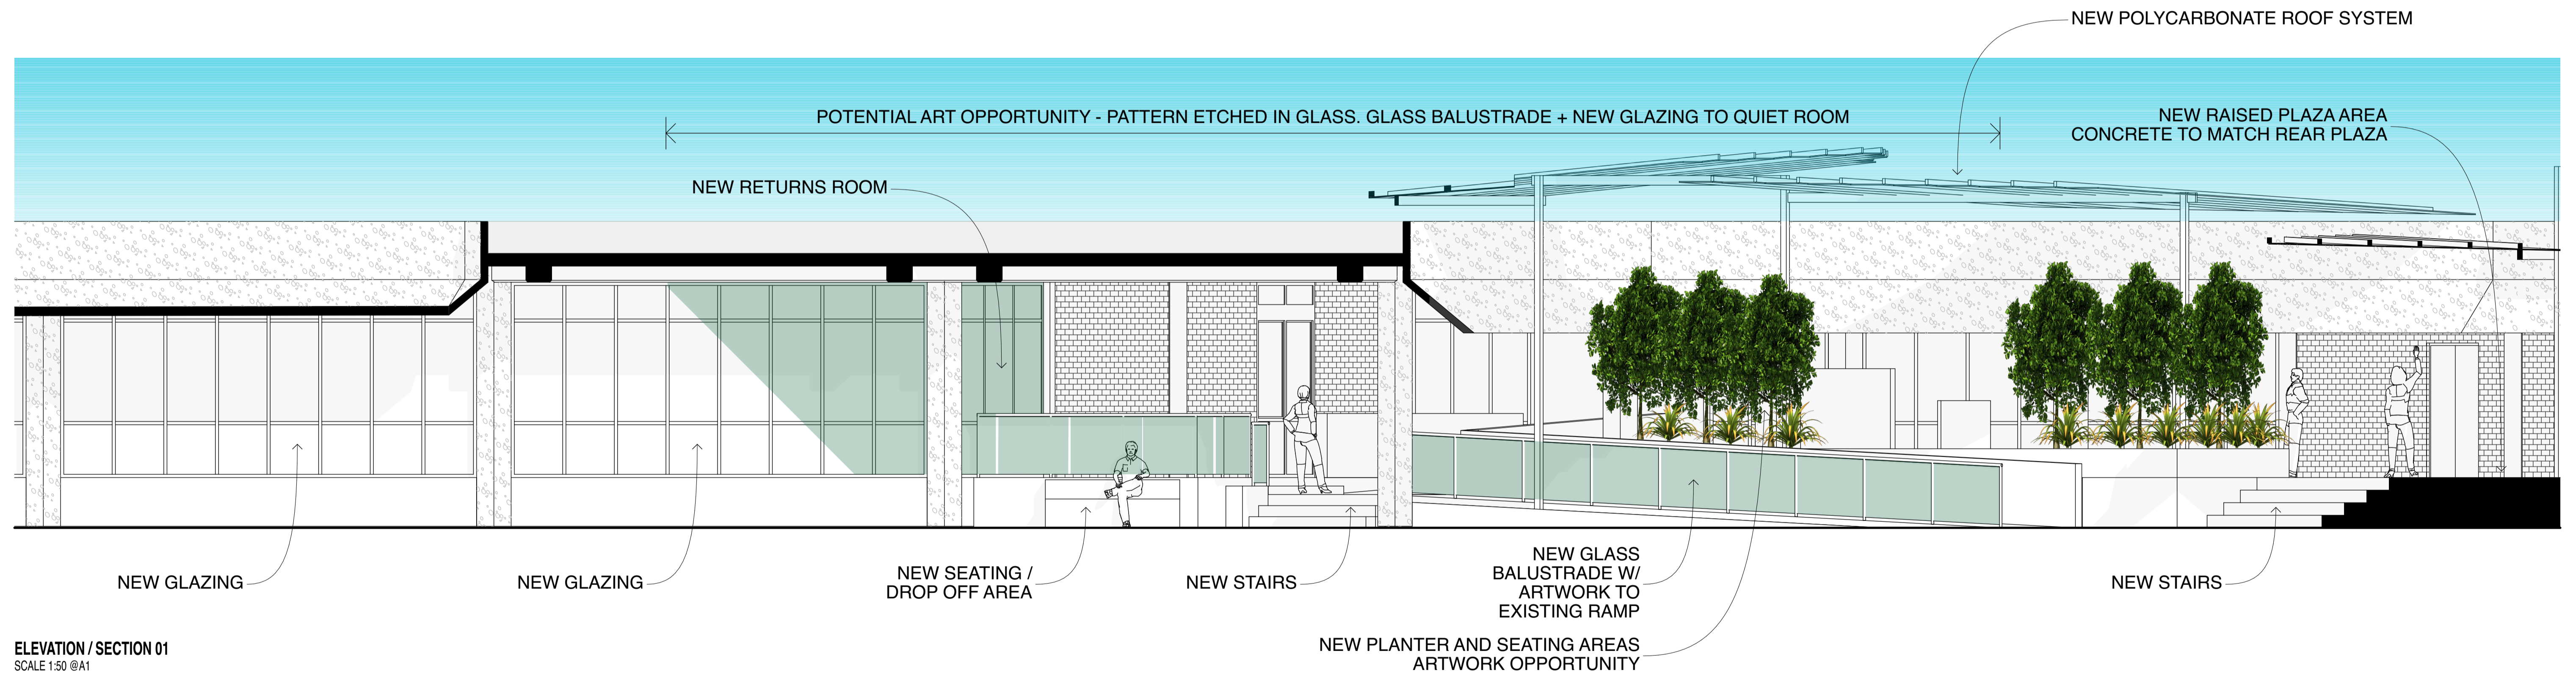 NEW POLYCARBONATE ROOF SYSTEM
POTENTIAL ART OPPORTUNITY - PATTERN ETCHED IN GLASS. GLASS BALUSTRADE + NEW GLAZING TO QUIET ROOM
NEW RAISED PLAZA AREA
CONCRETE TO MATCH REAR PLAZA
NEW RETURNS ROOM
NEW GLAZING
NEW GLAZING
NEW SEATING /
DROP OFF AREA
NEW STAIRS
NEW GLASS
BALUSTRADE W/
ARTWORK TO
EXISTING RAMP
NEW STAIRS
NEW PLANTER AND SEATING AREAS
ARTWORK OPPORTUNITY
ELEVATION / SECTION 01
SCALE 1:50 @A1